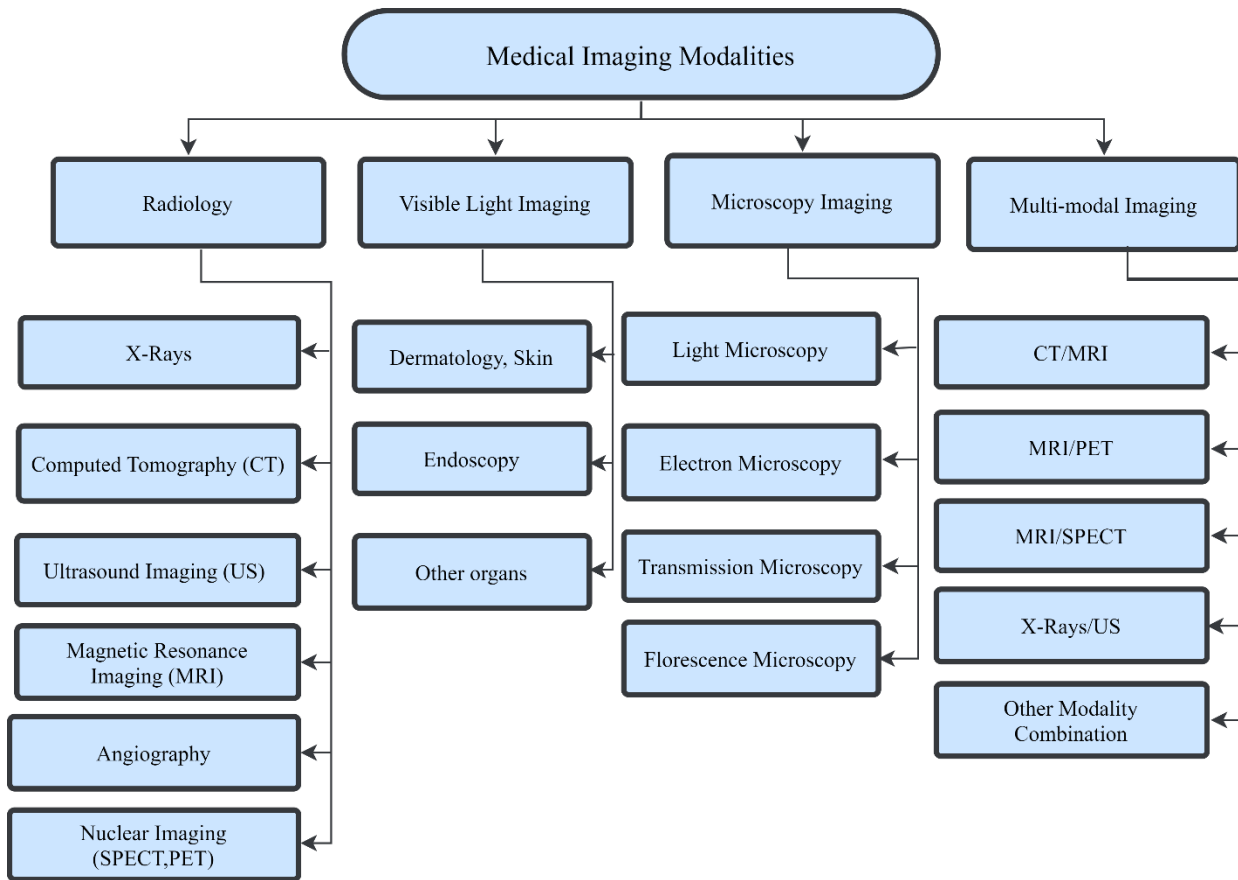 Medical Imaging Modalities
Radiology
Visible Light Imaging
Microscopy Imaging
Multi-modal Imaging
X-Rays
Computed Tomography (CT)
Ultrasound Imaging (US)
Magnetic Resonance
Imaging (MRI)
Angiography
Nuclear Imaging
(SPECT,PET)
Dermatology, Skin
Endoscopy
Other organs
Light Microscopy
Electron Microscopy
Transmission Microscopy
Florescence Microscopy
CT/MRI
MRI/PET
MRI/SPECT
X-Rays/US
Other Modality
Combination